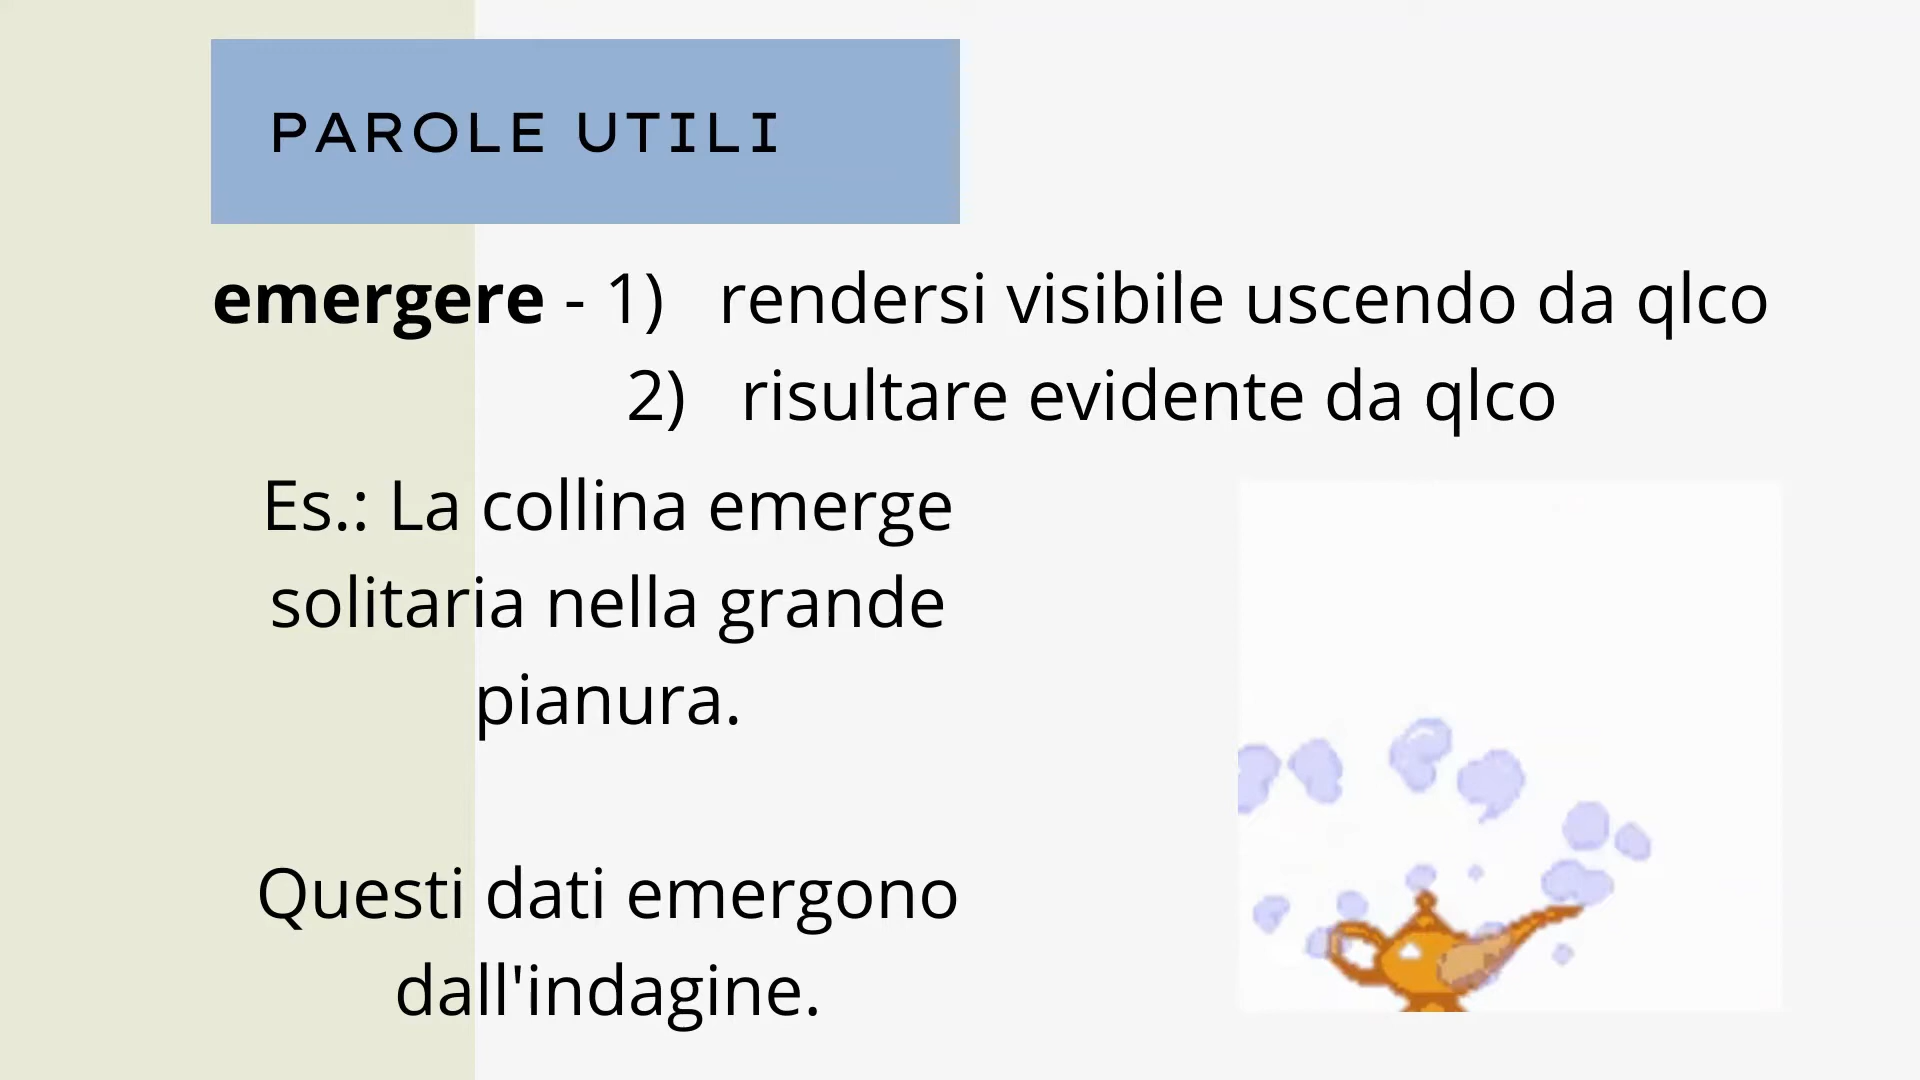 PAROLE UTILI
emergere - 1) rendersi visibile uscendo da qlco
2) risultare evidente da qlco
Es.: La collina emerge
solitaria nella grande
pianura.
Questi dati emergono
dall'indagine.